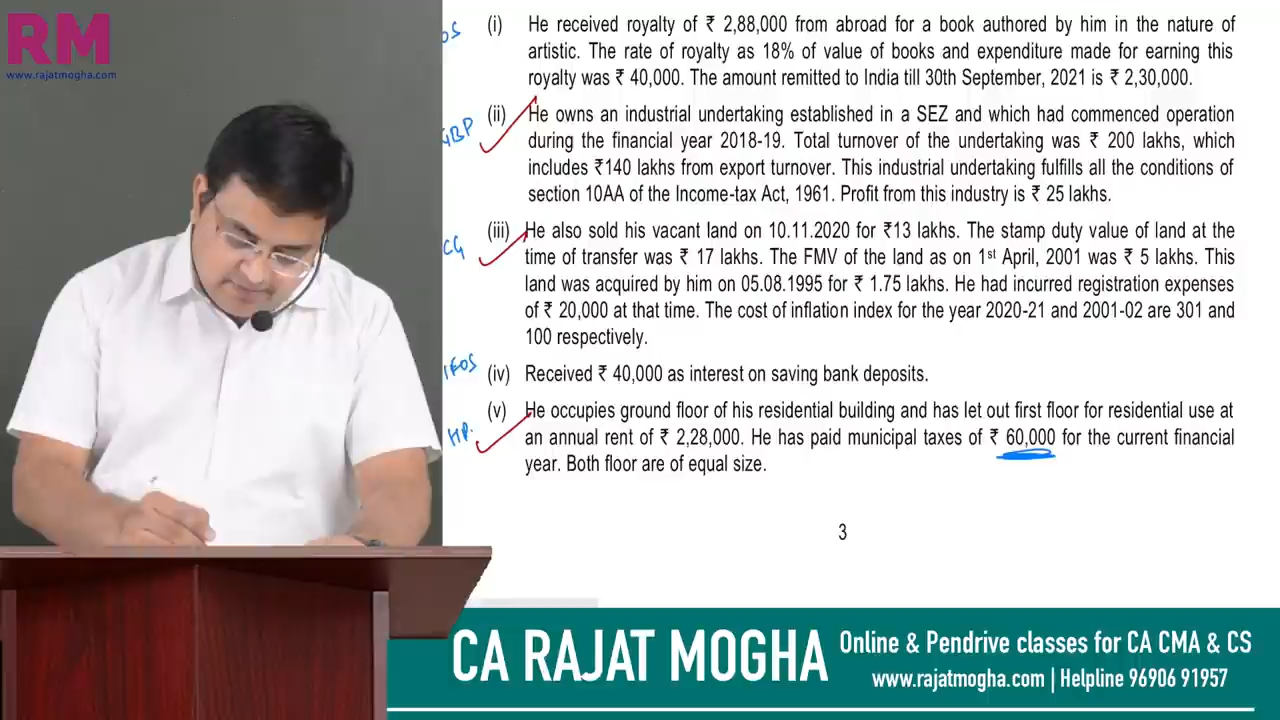 RM
www.rajatmogha.com
OS
(i) He received royalty of ₹ 2,88,000 from abroad for a book authored by him in the nature of
artistic. The rate of royalty as 18% of value of books and expenditure made for earning this
royalty was ₹ 40,000. The amount remitted to India till 30th September, 2021 is ₹ 2,30,000.
GBP (ii) He owns an industrial undertaking established in a SEZ and which had commenced operation
during the financial year 2018-19. Total turnover of the undertaking was ₹ 200 lakhs, which
includes ₹140 lakhs from export turnover. This industrial undertaking fulfills all the conditions of
section 10AA of the Income-tax Act, 1961. Profit from this industry is ₹ 25 lakhs.
CG (iii) He also sold his vacant land on 10.11.2020 for ₹13 lakhs. The stamp duty value of land at the
time of transfer was ₹ 17 lakhs. The FMV of the land as on 1st April, 2001 was ₹ 5 lakhs. This
land was acquired by him on 05.08.1995 for ₹ 1.75 lakhs. He had incurred registration expenses
of ₹ 20,000 at that time. The cost of inflation index for the year 2020-21 and 2001-02 are 301 and
100 respectively.
IFOS (iv) Received ₹ 40,000 as interest on saving bank deposits.
HP. (v) He occupies ground floor of his residential building and has let out first floor for residential use at
an annual rent of ₹ 2,28,000. He has paid municipal taxes of ₹ 60,000 for the current financial
year. Both floor are of equal size.
3
CA RAJAT MOGHA
Online & Pendrive classes for CA CMA & CS
www.rajatmogha.com | Helpline 96906 91957